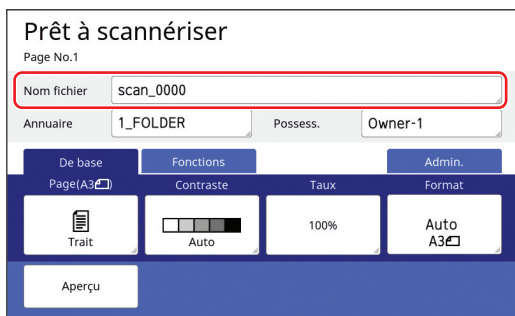 Prêt à scannériser
Page No.1
Nom fichier scan_0000
Annuaire 1_FOLDER Possess. Owner-1
De base Fonctions Admin.
Page(A3) Contraste Taux Format
Trait Auto 100% Auto
A3
Aperçu